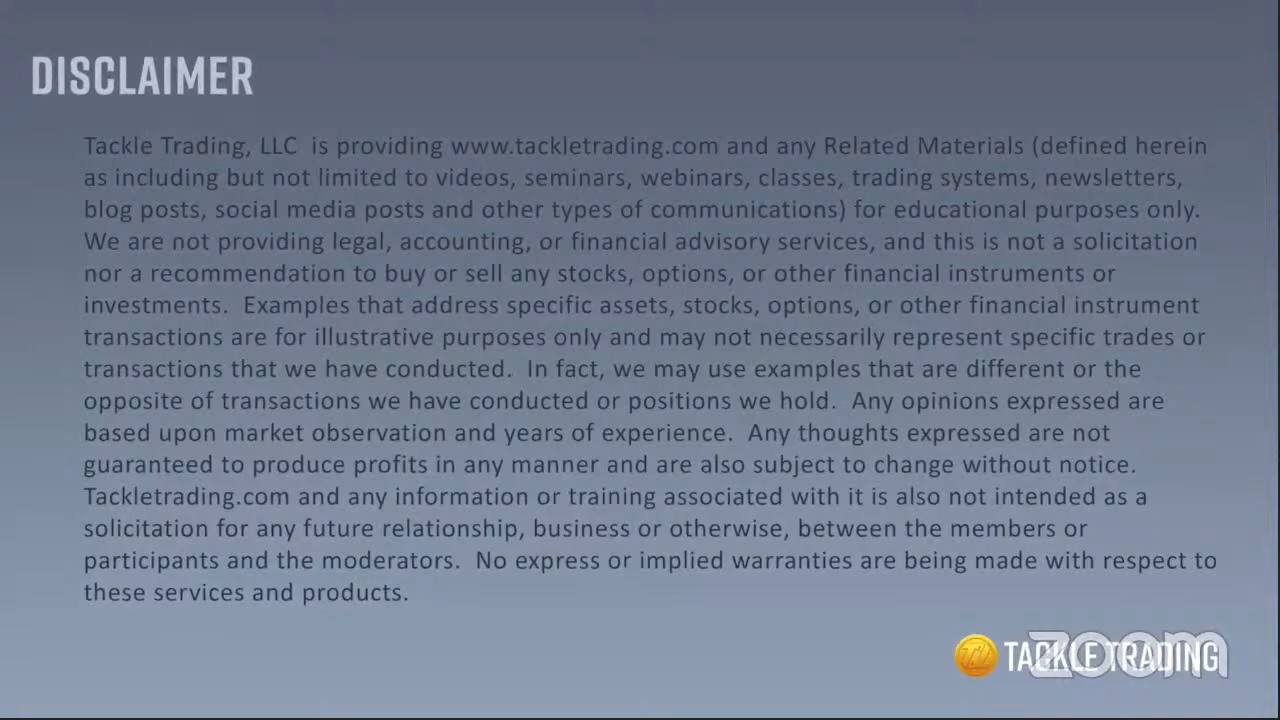 DISCLAIMER
Tackle Trading, LLC  is providing www.tackletrading.com and any Related Materials (defined herein
as including but not limited to videos, seminars, webinars, classes, trading systems, newsletters,
blog posts, social media posts and other types of communications) for educational purposes only.
We are not providing legal, accounting, or financial advisory services, and this is not a solicitation
nor a recommendation to buy or sell any stocks, options, or other financial instruments or
investments.  Examples that address specific assets, stocks, options, or other financial instrument
transactions are for illustrative purposes only and may not necessarily represent specific trades or
transactions that we have conducted.  In fact, we may use examples that are different or the
opposite of transactions we have conducted or positions we hold.  Any opinions expressed are
based upon market observation and years of experience.  Any thoughts expressed are not
guaranteed to produce profits in any manner and are also subject to change without notice.
Tackletrading.com and any information or training associated with it is also not intended as a
solicitation for any future relationship, business or otherwise, between the members or
participants and the moderators.  No express or implied warranties are being made with respect to
these services and products.
TACKLE TRADING
zoom